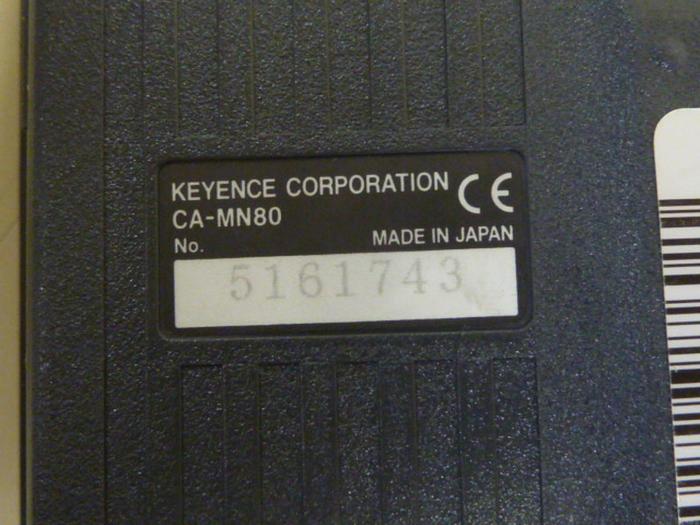 KEYENCE CORPORATION CE
CA-MN80
No. MADE IN JAPAN
5161743